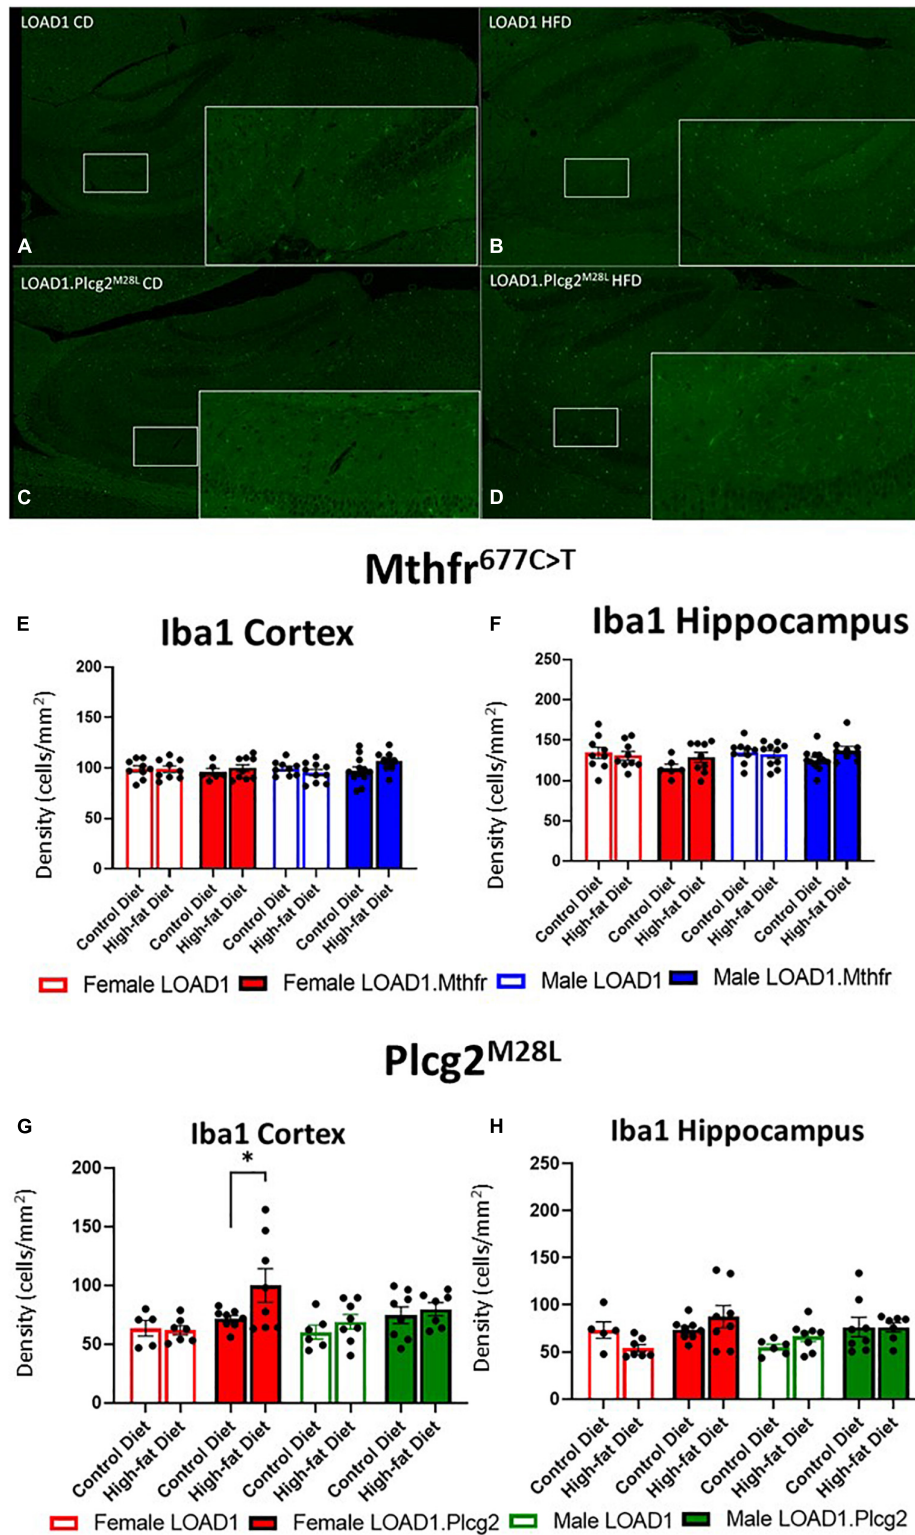 LOAD1 CD
LOAD1 HFD
A
B
LOAD1.Plcg2M28L CD
LOAD1.Plcg2M28L HFD
C
D
Mthfr677C>T
E
Iba1 Cortex
Density (cells/mm2)
200
150
100
50
0
Control Diet
High-fat Diet
Control Diet
High-fat Diet
Control Diet
High-fat Diet
Control Diet
High-fat Diet
F
Iba1 Hippocampus
Density (cells/mm2)
250
200
150
100
50
0
Control Diet
High-fat Diet
Control Diet
High-fat Diet
Control Diet
High-fat Diet
Control Diet
High-fat Diet
Female LOAD1
Female LOAD1.Mthfr
Male LOAD1
Male LOAD1.Mthfr
Plcg2M28L
G
Iba1 Cortex
*
Density (cells/mm2)
200
150
100
50
0
Control Diet
High-fat Diet
Control Diet
High-fat Diet
Control Diet
High-fat Diet
Control Diet
High-fat Diet
H
Iba1 Hippocampus
Density (cells/mm2)
250
200
150
100
50
0
Control Diet
High-fat Diet
Control Diet
High-fat Diet
Control Diet
High-fat Diet
Control Diet
High-fat Diet
Female LOAD1
Female LOAD1.Plcg2
Male LOAD1
Male LOAD1.Plcg2